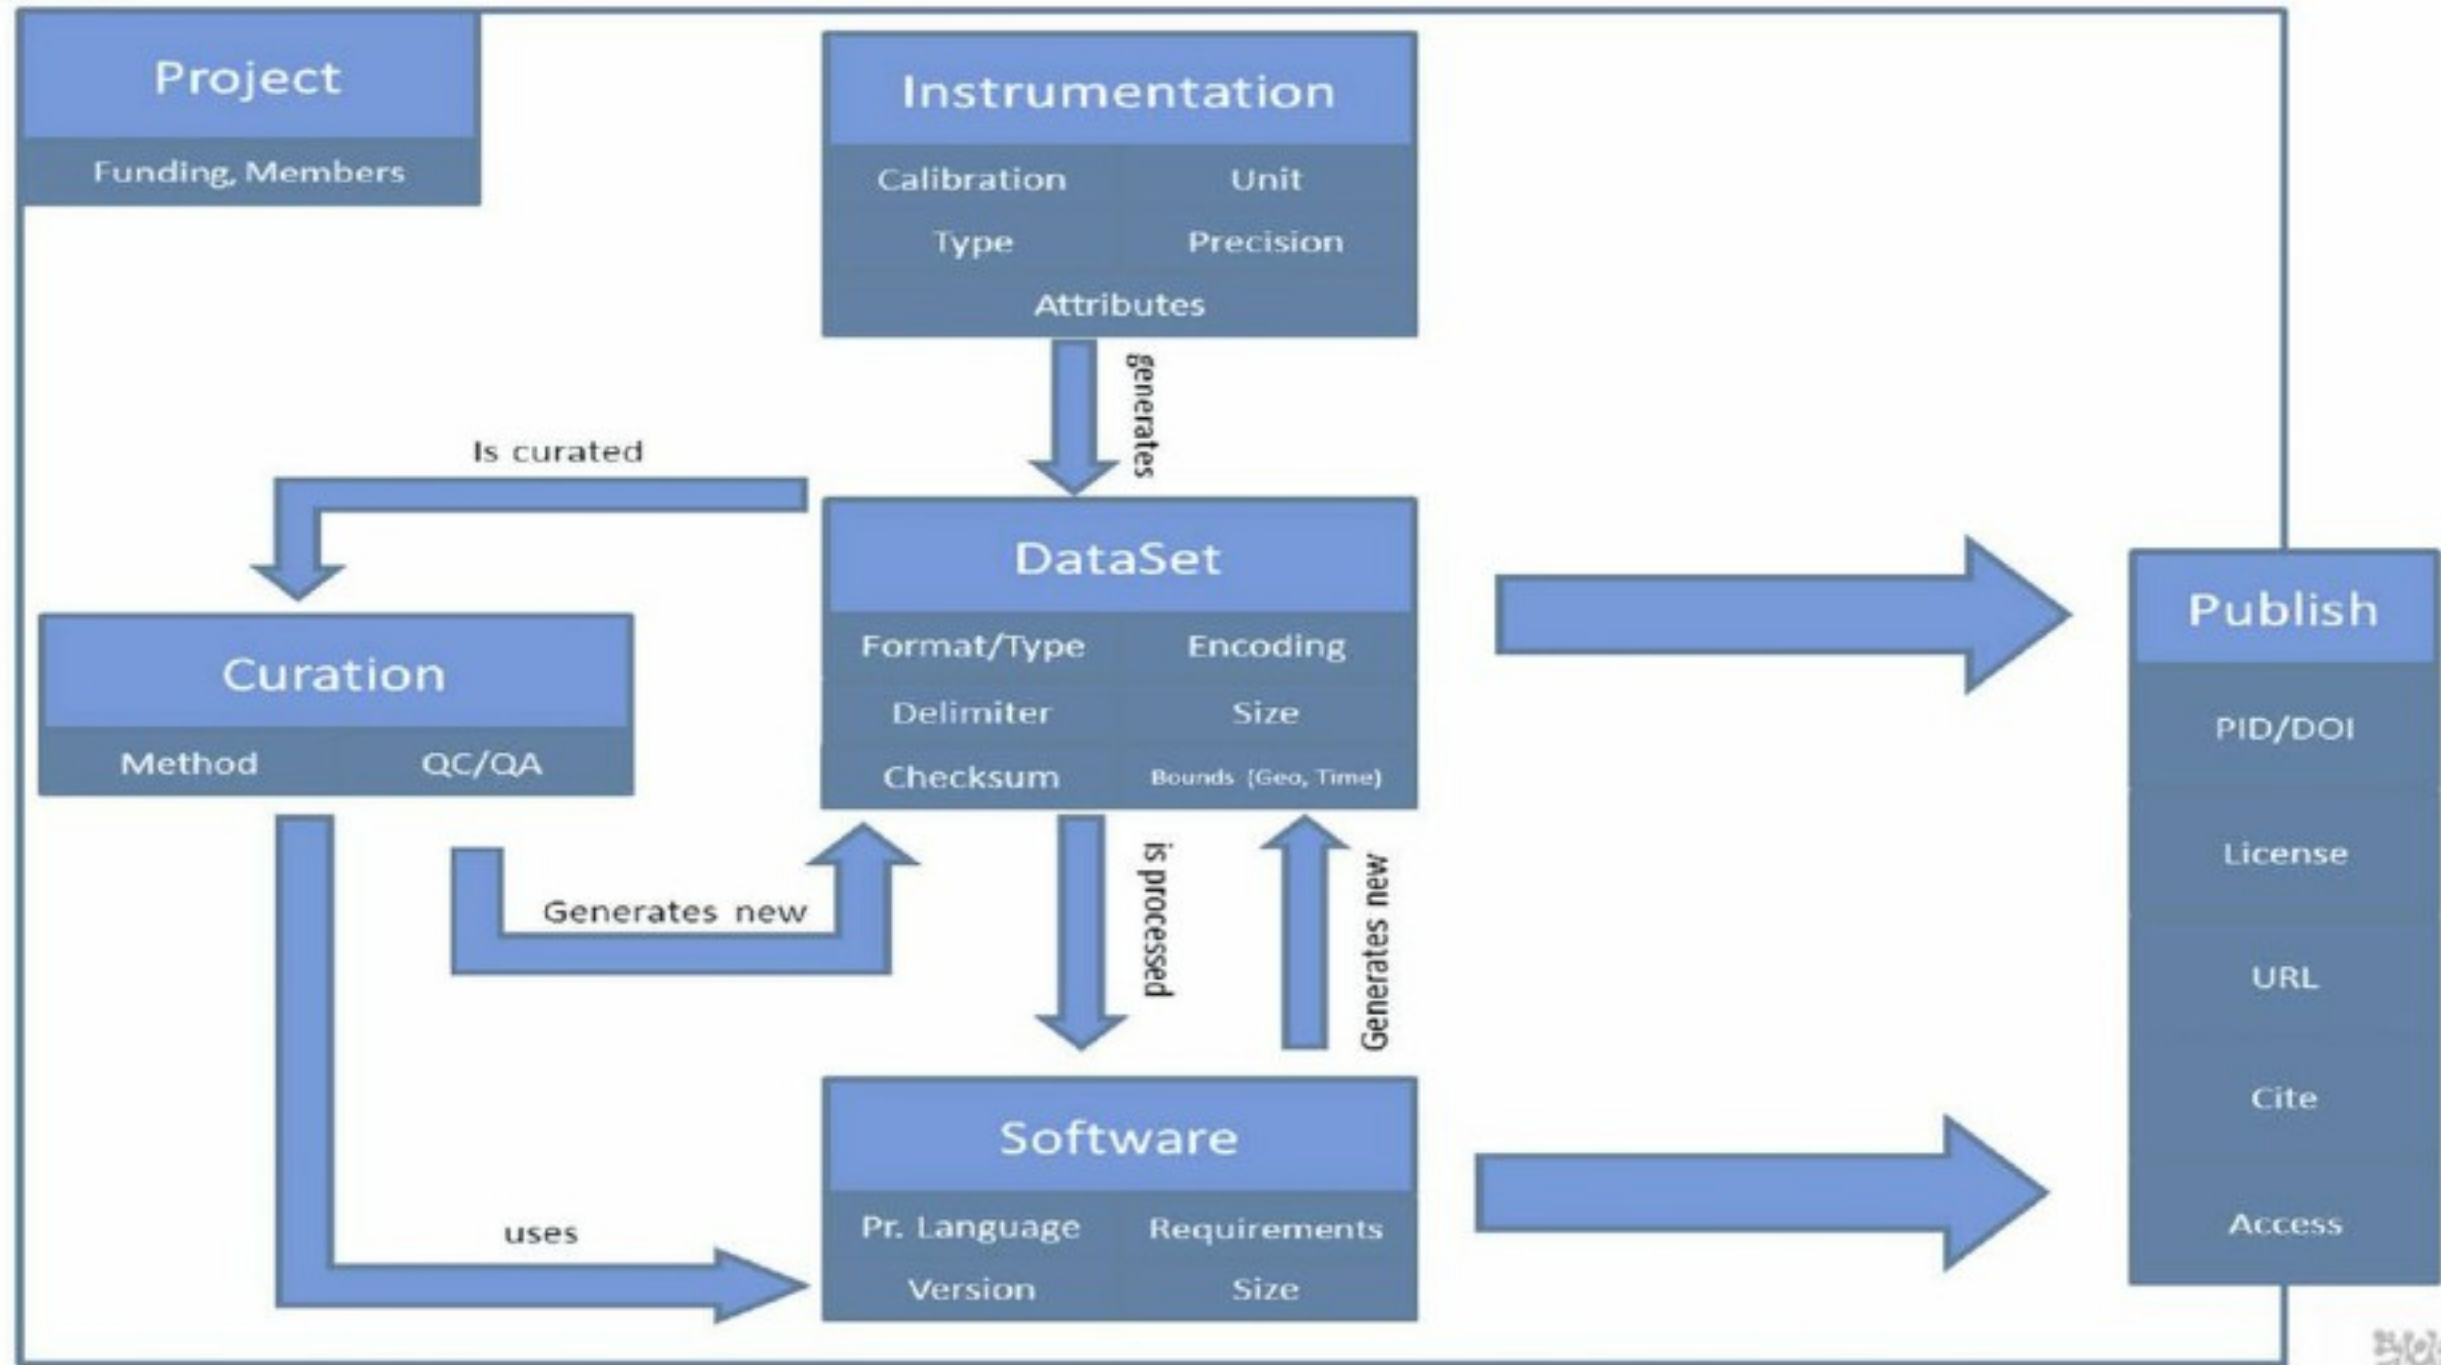 Project
Funding, Members
Instrumentation
Calibration Unit
Type Precision
Attributes
generates
Is curated
DataSet
Format/Type Encoding
Delimiter Size
Checksum Bounds (Geo, Time)
Curation
Method QC/QA
Generates new
is processed
Generates new
uses
Software
Pr. Language Requirements
Version Size
Publish
PID/DOI
License
URL
Cite
Access